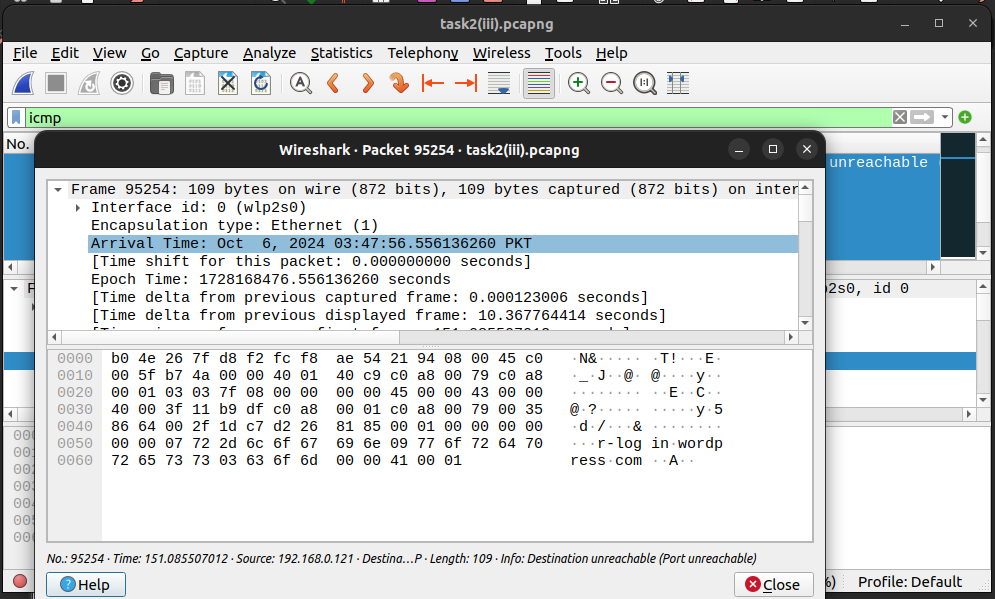 task2(iii).pcapng
File Edit View Go Capture Analyze Statistics Telephony Wireless Tools Help
icmp
No.
unreachable
Wireshark · Packet 95254 · task2(iii).pcapng
Frame 95254: 109 bytes on wire (872 bits), 109 bytes captured (872 bits) on inter
Interface id: 0 (wlp2s0)
Encapsulation type: Ethernet (1)
Arrival Time: Oct  6, 2024 03:47:56.556136260 PKT
[Time shift for this packet: 0.000000000 seconds]
Epoch Time: 1728168476.556136260 seconds
[Time delta from previous captured frame: 0.000123006 seconds]
[Time delta from previous displayed frame: 10.367764414 seconds]
p2s0, id 0
0000 b0 4e 26 7f d8 f2 fc f8 ae 54 21 94 08 00 45 c0 ·N&····· ·T!···E·
0010 00 5f b7 4a 00 00 40 01 40 c9 c0 a8 00 79 c0 a8 ·_·J··@· @····y··
0020 00 01 03 03 7f 08 00 00 00 00 45 00 00 43 00 00 ········ ··E··C··
0030 40 00 3f 11 b9 df c0 a8 00 01 c0 a8 00 79 00 35 @·?····· ·····y·5
0040 86 64 00 2f 1d c7 d2 26 81 85 00 01 00 00 00 00 ·d·/···& ········
0050 00 00 07 72 2d 6c 6f 67 69 6e 09 77 6f 72 64 70 ···r-log in·wordp
0060 72 65 73 73 03 63 6f 6d 00 00 41 00 01 ress·com ··A··
No.: 95254 · Time: 151.085507012 · Source: 192.168.0.121 · Destina…P · Length: 109 · Info: Destination unreachable (Port unreachable)
Help
Close
%)
Profile: Default